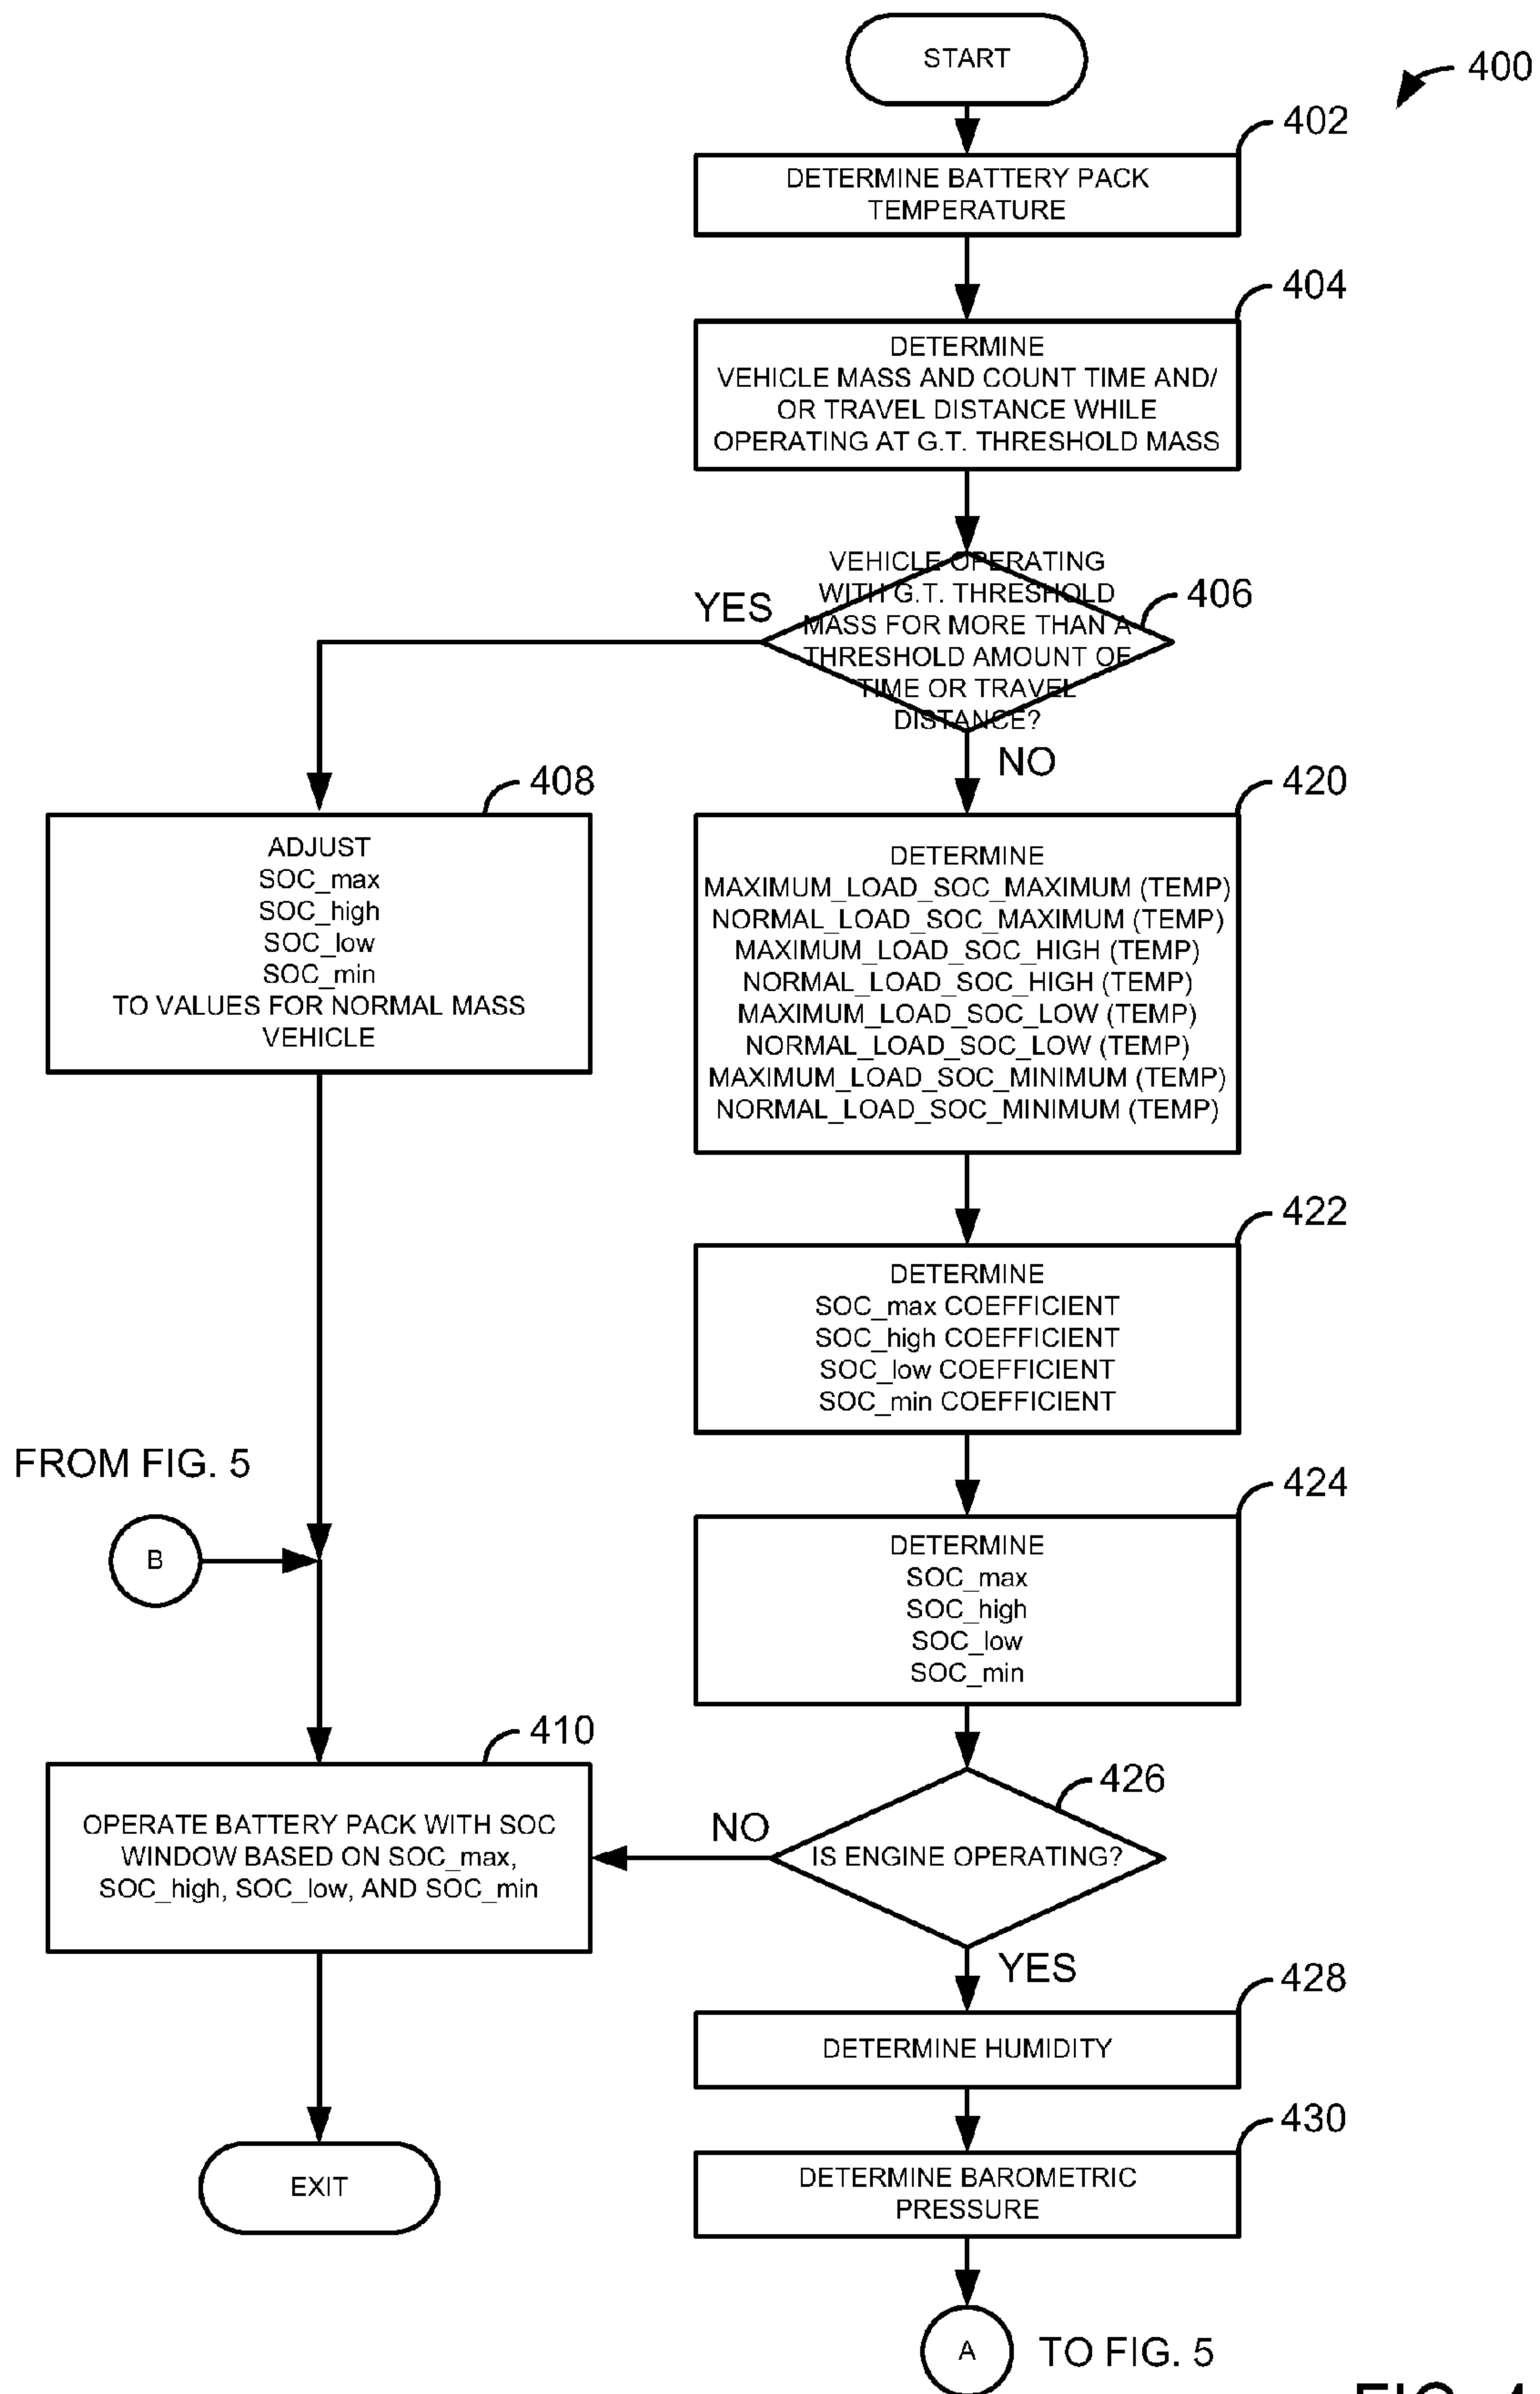 START
400
402
DETERMINE BATTERY PACK
TEMPERATURE
404
DETERMINE
VEHICLE MASS AND COUNT TIME AND/
OR TRAVEL DISTANCE WHILE
OPERATING AT G.T. THRESHOLD MASS
VEHICLE OPERATING
WITH G.T. THRESHOLD
MASS FOR MORE THAN A
THRESHOLD AMOUNT OF
TIME OR TRAVEL
DISTANCE?
406
YES
NO
408
ADJUST
SOC_max
SOC_high
SOC_low
SOC_min
TO VALUES FOR NORMAL MASS
VEHICLE
420
DETERMINE
MAXIMUM_LOAD_SOC_MAXIMUM (TEMP)
NORMAL_LOAD_SOC_MAXIMUM (TEMP)
MAXIMUM_LOAD_SOC_HIGH (TEMP)
NORMAL_LOAD_SOC_HIGH (TEMP)
MAXIMUM_LOAD_SOC_LOW (TEMP)
NORMAL_LOAD_SOC_LOW (TEMP)
MAXIMUM_LOAD_SOC_MINIMUM (TEMP)
NORMAL_LOAD_SOC_MINIMUM (TEMP)
422
DETERMINE
SOC_max COEFFICIENT
SOC_high COEFFICIENT
SOC_low COEFFICIENT
SOC_min COEFFICIENT
FROM FIG. 5
B
424
DETERMINE
SOC_max
SOC_high
SOC_low
SOC_min
410
OPERATE BATTERY PACK WITH SOC
WINDOW BASED ON SOC_max,
SOC_high, SOC_low, AND SOC_min
NO
426
IS ENGINE OPERATING?
YES
428
DETERMINE HUMIDITY
430
DETERMINE BAROMETRIC
PRESSURE
EXIT
A
TO FIG. 5